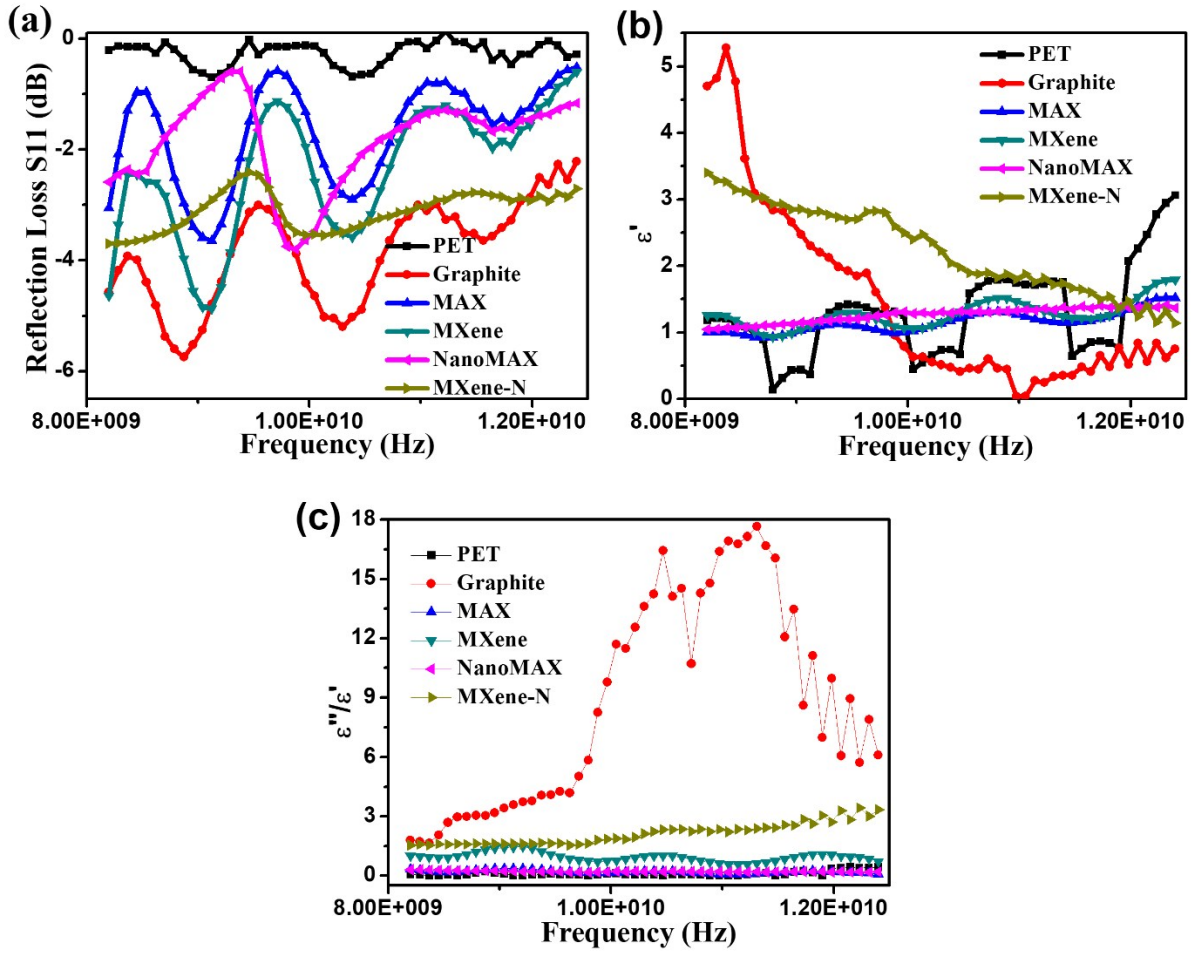 (a)
0
-2
-4
-6
Reflection Loss S11 (dB)
PET
Graphite
MAX
MXene
NanoMAX
MXene-N
8.00E+009
1.00E+010
1.20E+010
Frequency (Hz)
(b)
5
4
3
2
1
0
ε'
PET
Graphite
MAX
MXene
NanoMAX
MXene-N
8.00E+009
1.00E+010
1.20E+010
Frequency (Hz)
(c)
18
15
12
9
6
3
0
ε''/ε'
PET
Graphite
MAX
MXene
NanoMAX
MXene-N
8.00E+009
1.00E+010
1.20E+010
Frequency (Hz)